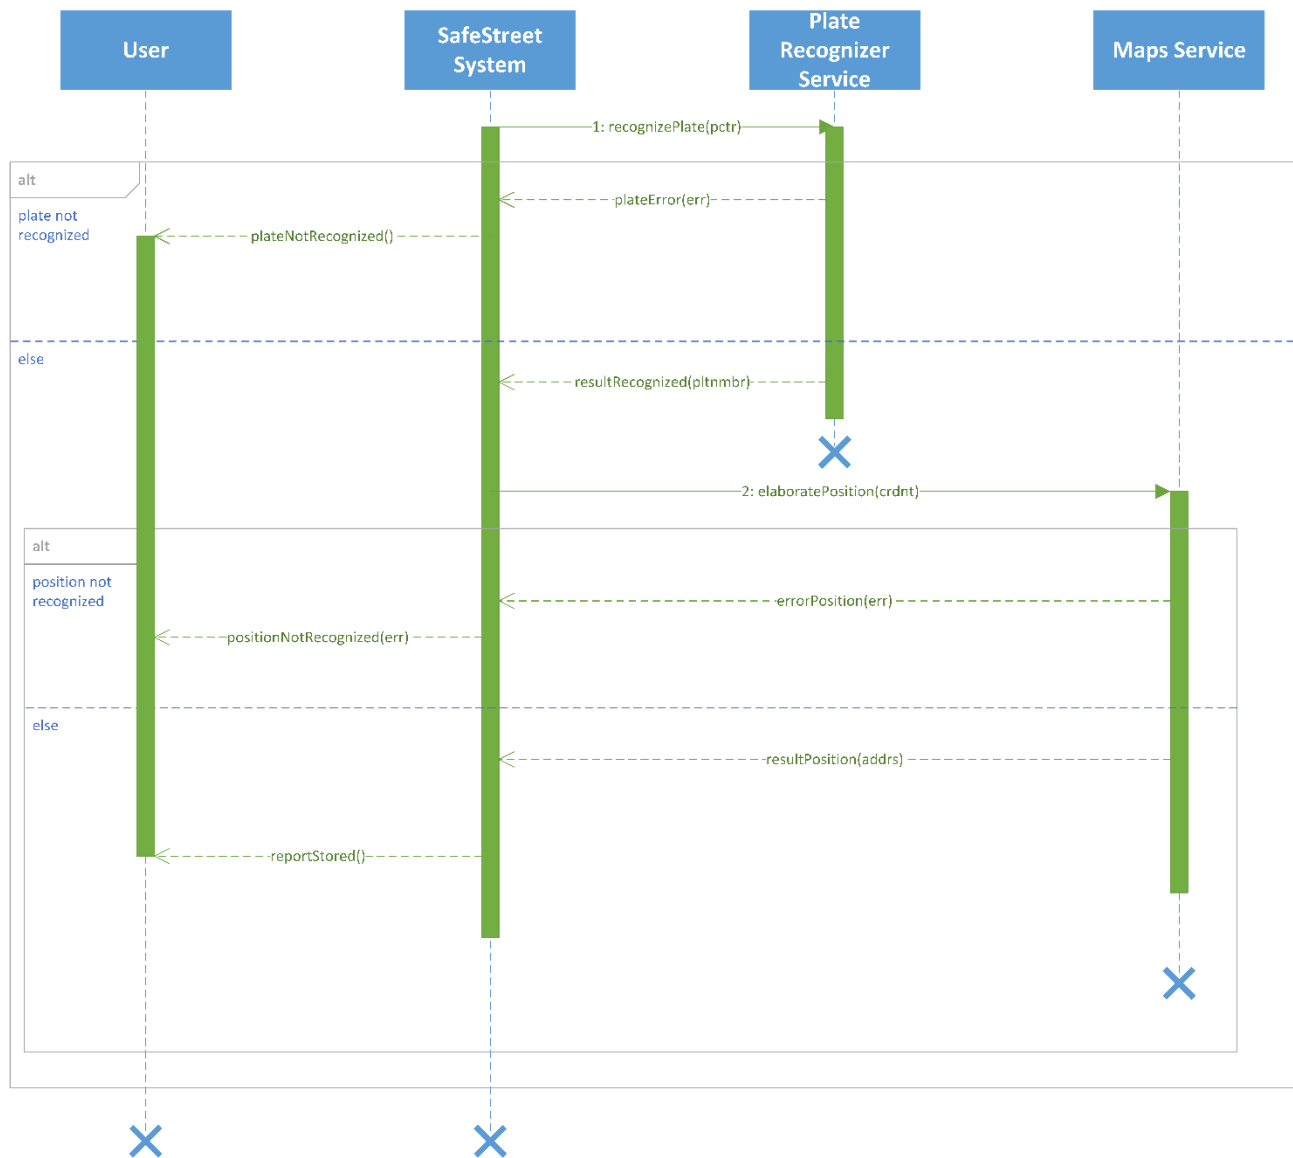 User
SafeStreet
System
Plate
Recognizer
Service
Maps Service
1: recognizePlate(pctr)
alt
plateError(err)
plate not
recognized
plateNotRecognized()
else
resultRecognized(pltnmbr)
2: elaboratePosition(crdnt)
alt
position not
recognized
errorPosition(err)
positionNotRecognized(err)
else
resultPosition(addrs)
reportStored()